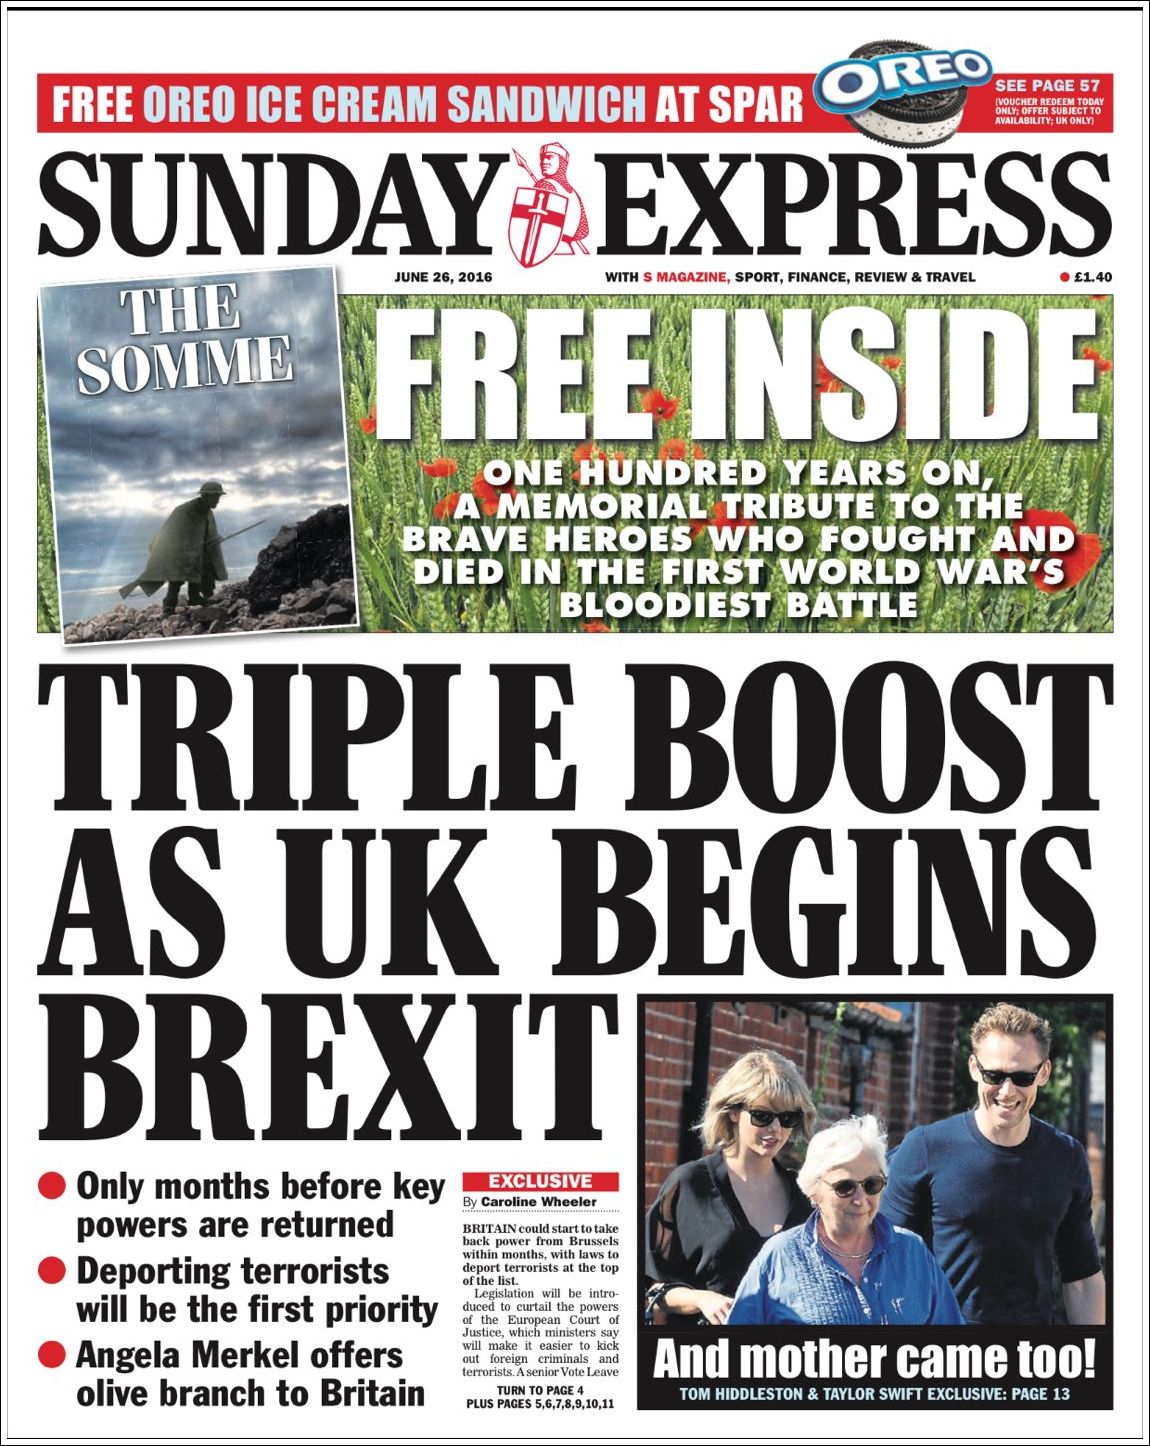 FREE OREO ICE CREAM SANDWICH AT SPAR
OREO
SEE PAGE 57
(VOUCHER REDEEM TODAY
ONLY; OFFER SUBJECT TO
AVAILABILITY; UK ONLY)
SUNDAY EXPRESS
JUNE 26, 2016
WITH S MAGAZINE, SPORT, FINANCE, REVIEW & TRAVEL
● £1.40
THE
SOMME
FREE INSIDE
ONE HUNDRED YEARS ON,
A MEMORIAL TRIBUTE TO THE
BRAVE HEROES WHO FOUGHT AND
DIED IN THE FIRST WORLD WAR'S
BLOODIEST BATTLE
TRIPLE BOOST
AS UK BEGINS
BREXIT
● Only months before key
powers are returned
● Deporting terrorists
will be the first priority
● Angela Merkel offers
olive branch to Britain
EXCLUSIVE
By Caroline Wheeler
BRITAIN could start to take
back power from Brussels
within months, with laws to
deport terrorists at the top
of the list.
Legislation will be intro-
duced to curtail the powers
of the European Court of
Justice, which ministers say
will make it easier to kick
out foreign criminals and
terrorists. A senior Vote Leave
TURN TO PAGE 4
PLUS PAGES 5,6,7,8,9,10,11
And mother came too!
TOM HIDDLESTON & TAYLOR SWIFT EXCLUSIVE: PAGE 13